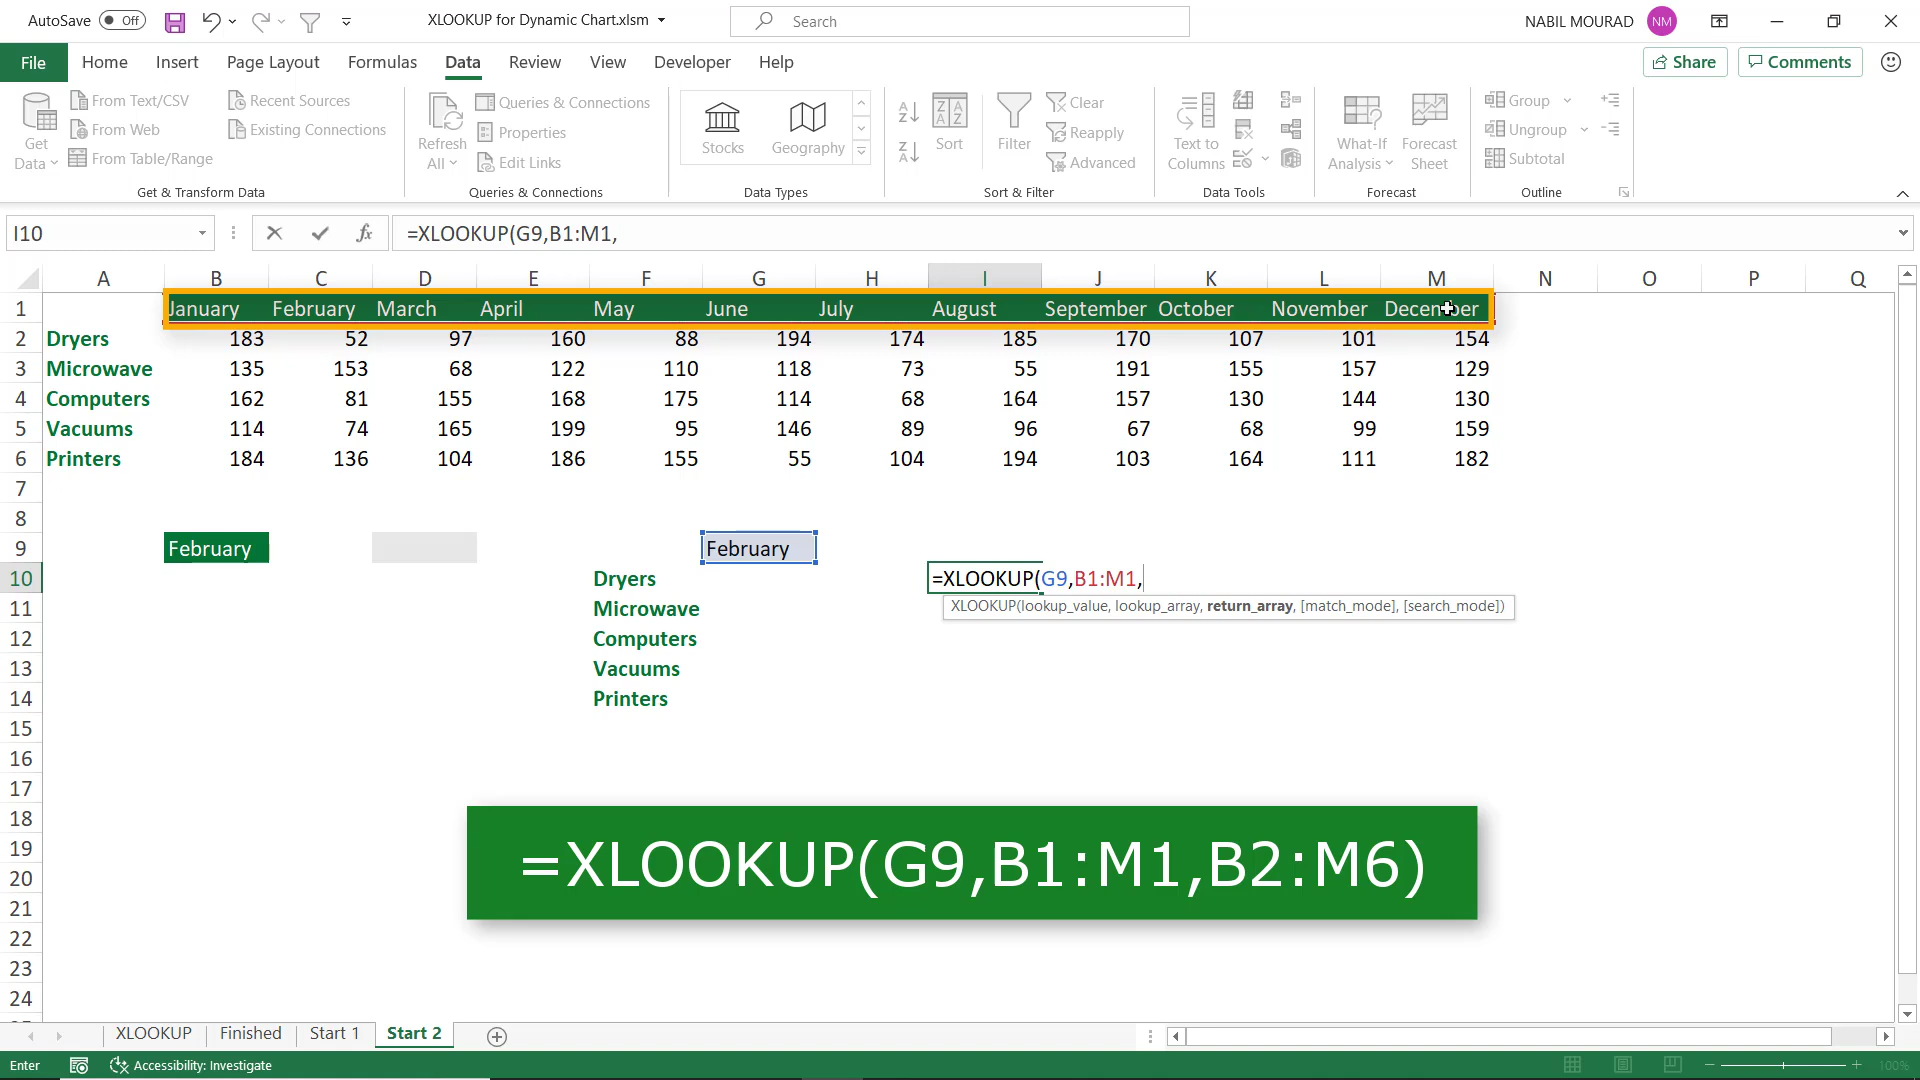 AutoSave Off XLOOKUP for Dynamic Chart.xlsm Search NABIL MOURAD NM
File Home Insert Page Layout Formulas Data Review View Developer Help Share Comments
Get Data
From Text/CSV
From Web
From Table/Range
Recent Sources
Existing Connections
Get & Transform Data
Refresh All
Queries & Connections
Properties
Edit Links
Queries & Connections
Stocks Geography
Data Types
Sort Filter
Clear
Reapply
Advanced
Sort & Filter
Text to Columns
Data Tools
What-If Analysis
Forecast Sheet
Forecast
Group
Ungroup
Subtotal
Outline
I10 fx =XLOOKUP(G9,B1:M1,
A B C D E F G H I J K L M N O P Q
1 January February March April May June July August September October November December
2 Dryers 183 52 97 160 88 194 174 185 170 107 101 154
3 Microwave 135 153 68 122 110 118 73 55 191 155 157 129
4 Computers 162 81 155 168 175 114 68 164 157 130 144 130
5 Vacuums 114 74 165 199 95 146 89 96 67 68 99 159
6 Printers 184 136 104 186 155 55 104 194 103 164 111 182
7
8
9 February February
10 Dryers =XLOOKUP(G9,B1:M1,
11 Microwave XLOOKUP(lookup_value, lookup_array, return_array, [match_mode], [search_mode])
12 Computers
13 Vacuums
14 Printers
15
16
17
18
19 =XLOOKUP(G9,B1:M1,B2:M6)
20
21
22
23
24
XLOOKUP Finished Start 1 Start 2
Enter Accessibility: Investigate 100%